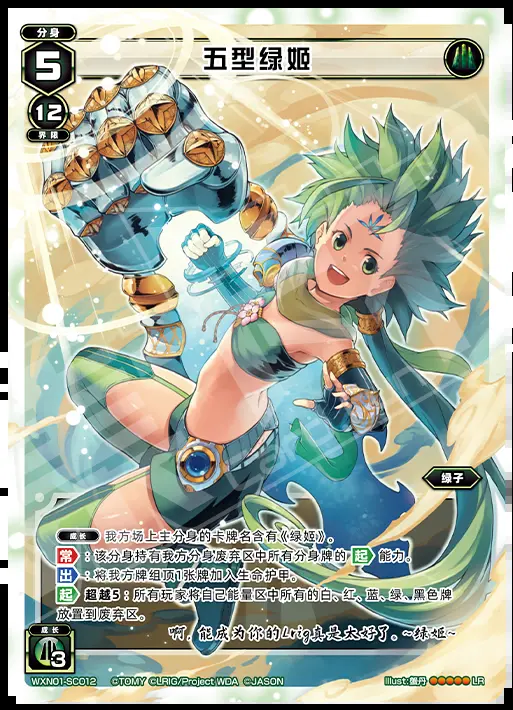 分身
五型绿姬
5
12
界限
绿子
成长 我方场上主分身的卡牌名含有《绿姬》。
常：该分身持有我方分身废弃区中所有分身牌的 起 能力。
出：将我方牌组顶1张牌加入生命护甲。
起 超越5：所有玩家将自己能量区中所有的白、红、蓝、绿、黑色牌
放置到废弃区。
啊,能成为你的Lrig真是太好了。~绿姬~
成长
3
WXN01-SC012 ©TOMY ©LRIG/Project WDA ©JASON
Illust:盤丹 LR